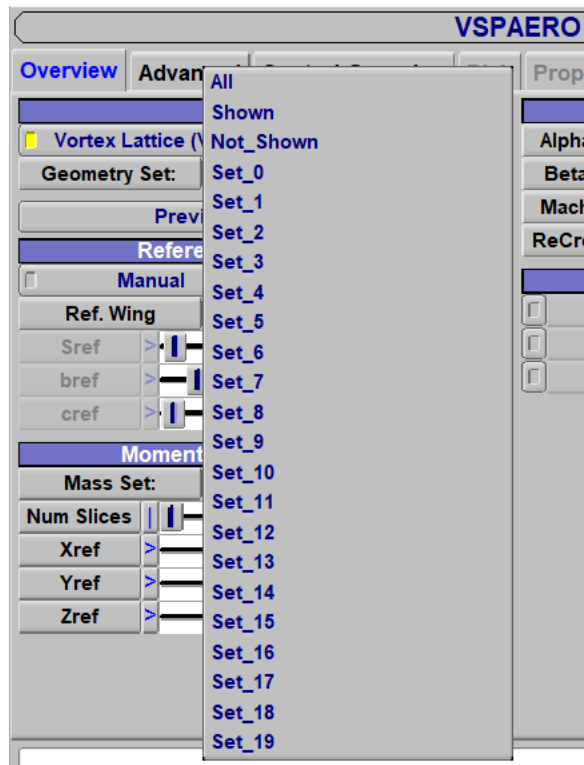 VSPAERO
Overview
Prop
All
Shown
Not_Shown
Set_0
Set_1
Set_2
Set_3
Set_4
Set_5
Set_6
Set_7
Set_8
Set_9
Set_10
Set_11
Set_12
Set_13
Set_14
Set_15
Set_16
Set_17
Set_18
Set_19
Vortex Lattice (V
Geometry Set:
Previ
Refere
Manual
Ref. Wing
Sref >
bref >
cref >
Moment
Mass Set:
Num Slices |
Xref >
Yref >
Zref >
Alpha
Beta
Mach
ReCre